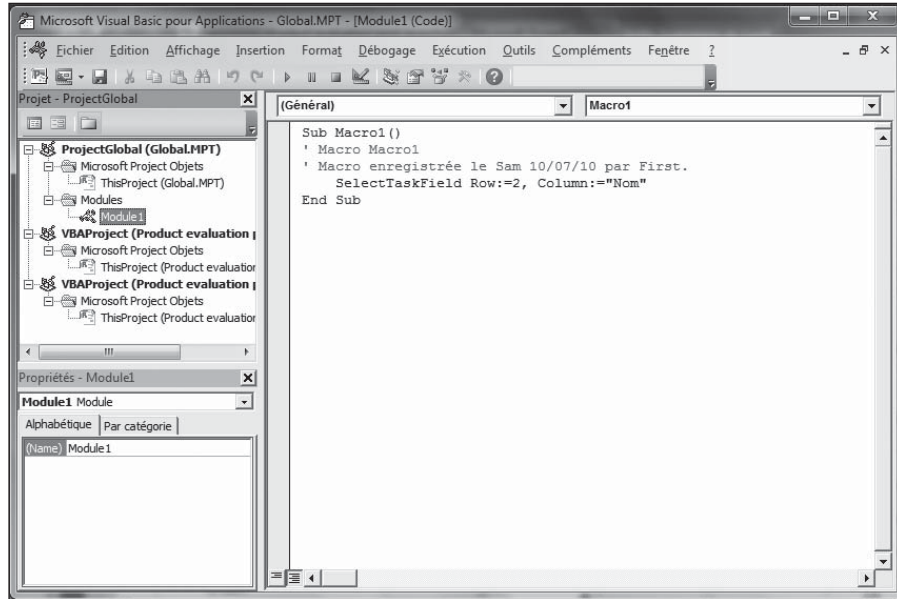 Microsoft Visual Basic pour Applications - Global.MPT - [Module1 (Code)]
Fichier Edition Affichage Insertion Format Débogage Exécution Outils Compléments Fenêtre ?
Projet - ProjectGlobal
(Général)
Macro1
ProjectGlobal (Global.MPT)
Microsoft Project Objets
ThisProject (Global.MPT)
Modules
Module1
VBAProject (Product evaluation p
Microsoft Project Objets
ThisProject (Product evaluation
VBAProject (Product evaluation p
Microsoft Project Objets
ThisProject (Product evaluation
Sub Macro1()
' Macro Macro1
' Macro enregistrée le Sam 10/07/10 par First.
SelectTaskField Row:=2, Column:="Nom"
End Sub
Propriétés - Module1
Module1 Module
Alphabétique Par catégorie
(Name) Module1